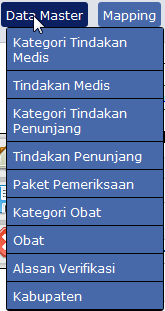 Data Master
Mapping
Kategori Tindakan
Medis
Tindakan Medis
Kategori Tindakan
Penunjang
Tindakan Penunjang
Paket Pemeriksaan
Kategori Obat
Obat
Alasan Verifikasi
Kabupaten